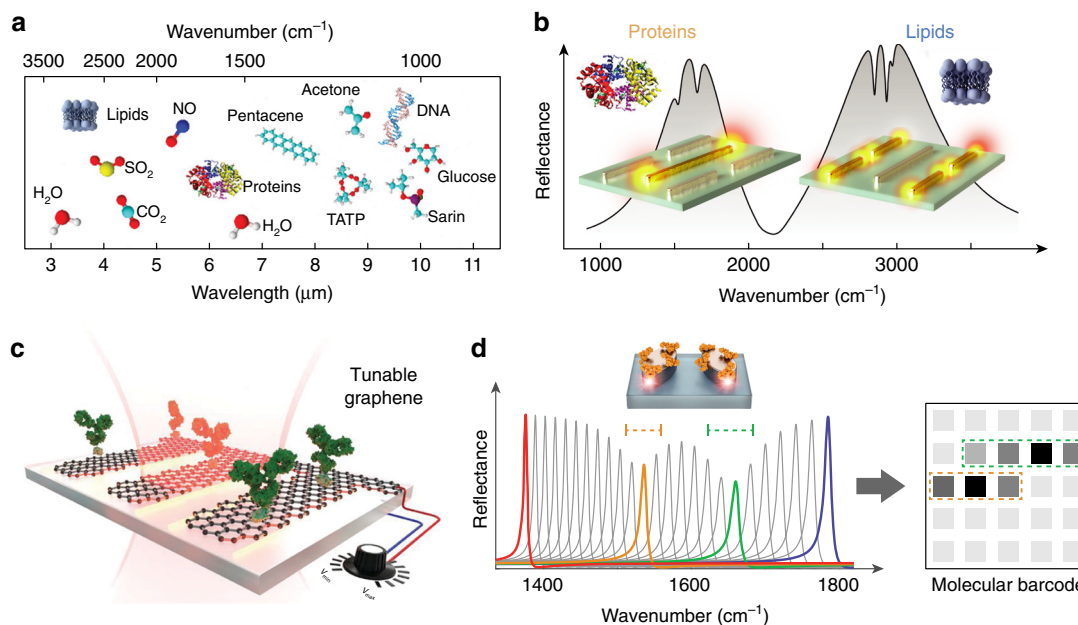 a
Wavenumber (cm⁻¹)
3500 2500 2000 1500 1000
Lipids
NO
Acetone
DNA
Pentacene
SO₂
Proteins
Glucose
H₂O
CO₂
H₂O
TATP
Sarin
3 4 5 6 7 8 9 10 11
Wavelength (μm)
b
Proteins
Lipids
Reflectance
1000 2000 3000
Wavenumber (cm⁻¹)
c
Tunable
graphene
Vmin
Vmax
d
Reflectance
1400 1600 1800
Wavenumber (cm⁻¹)
Molecular barcode